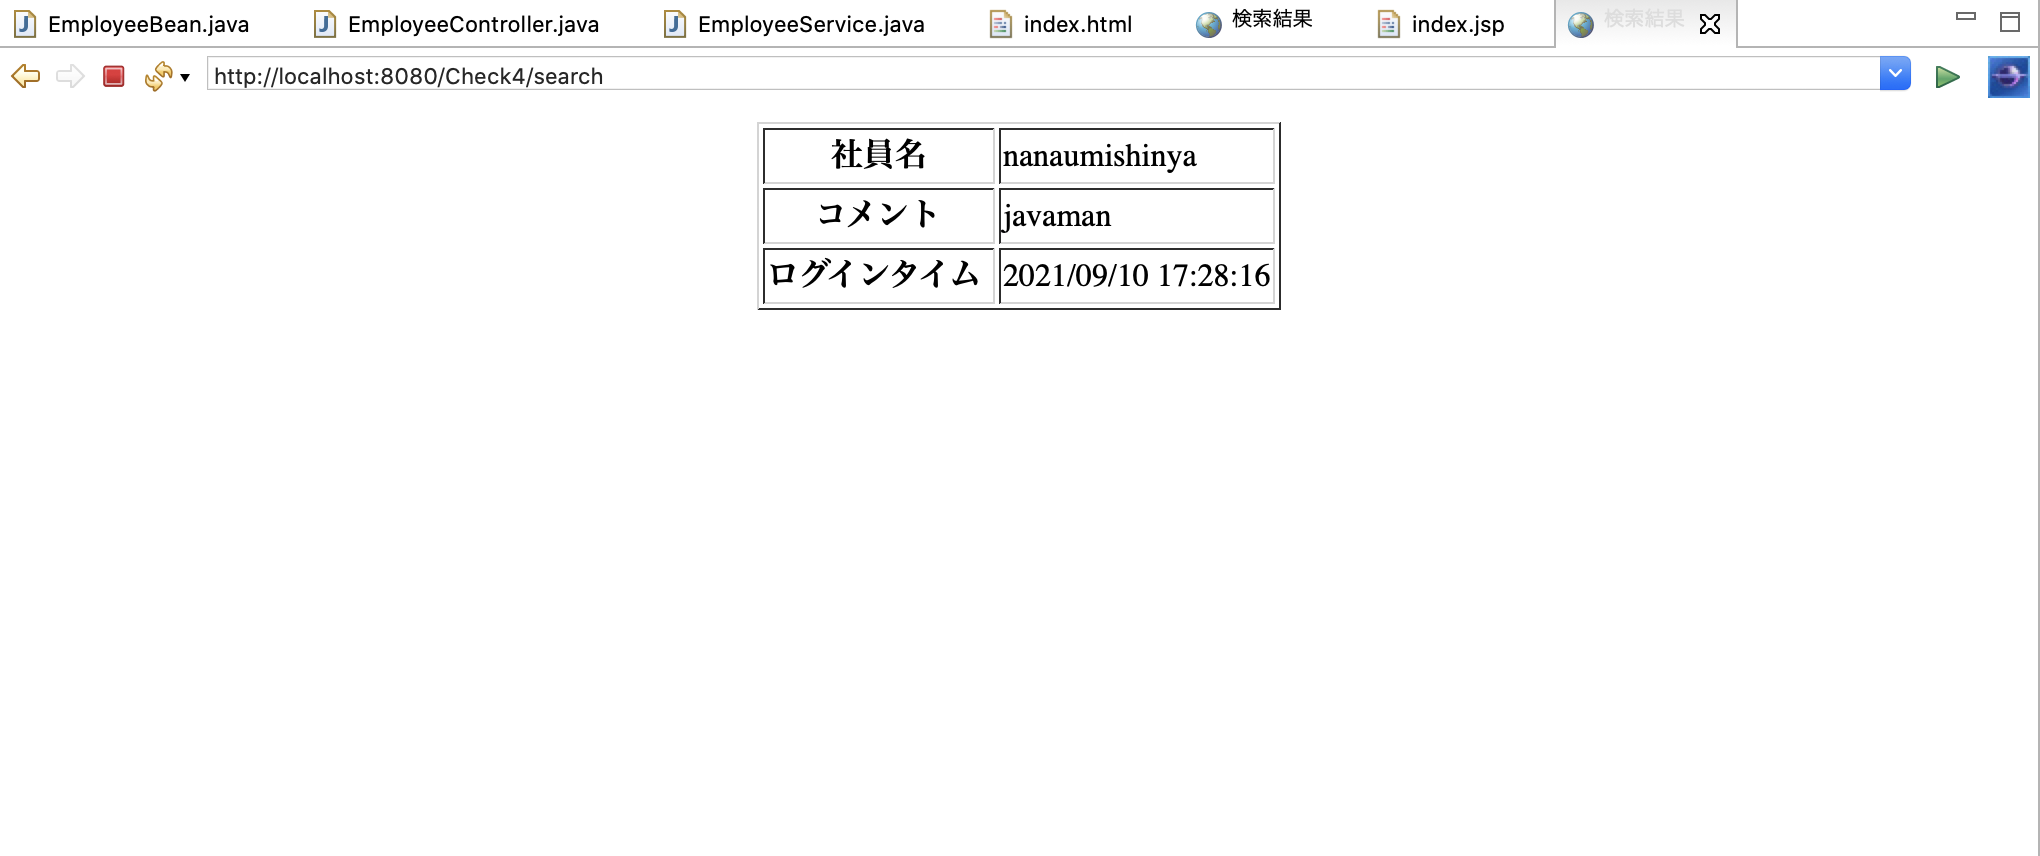 EmployeeBean.java EmployeeController.java EmployeeService.java index.html 検索結果 index.jsp 検索結果
http://localhost:8080/Check4/search
社員名 nanaumishinya
コメント javaman
ログインタイム 2021/09/10 17:28:16